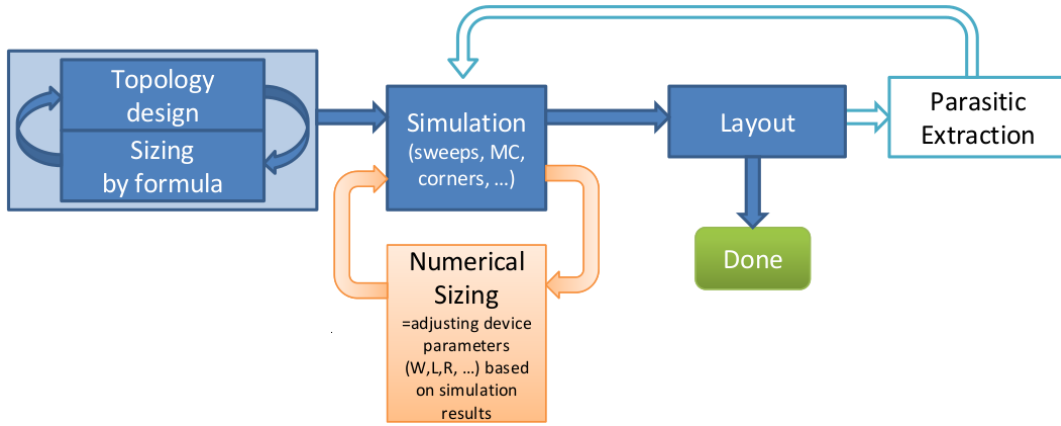 Topology
design
Sizing
by formula
Simulation
(sweeps, MC,
corners, …)
Layout
Parasitic
Extraction
Done
Numerical
Sizing
=adjusting device
parameters
(W,L,R, …) based
on simulation
results